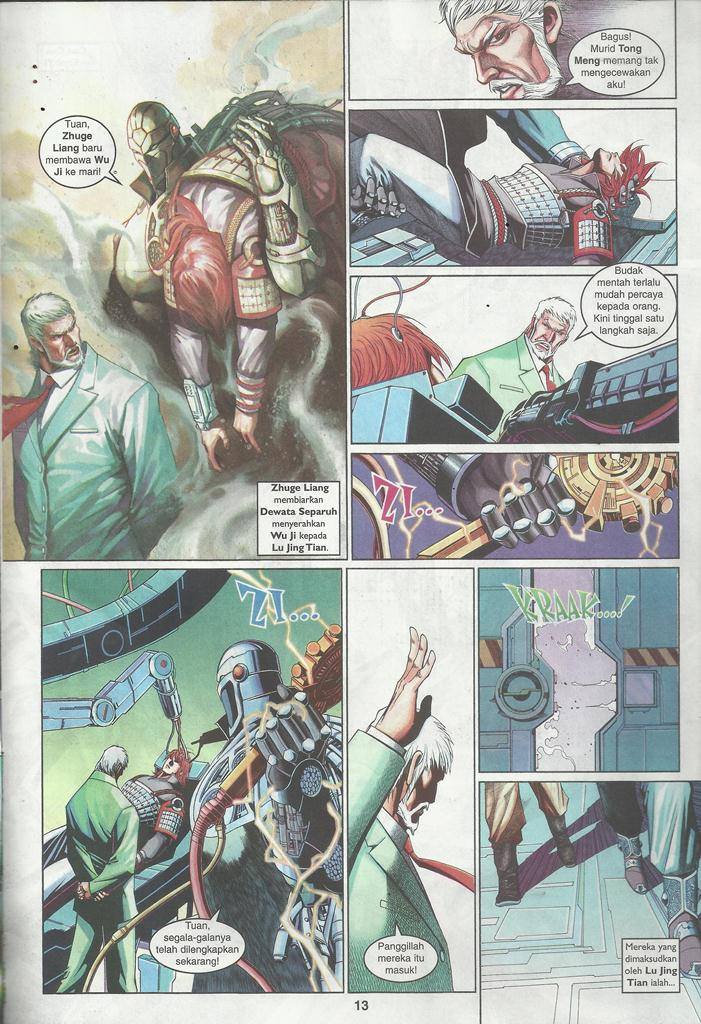 Tuan,
Zhuge
Liang baru
membawa Wu
Ji ke mari!
Zhuge Liang
membiarkan
Dewata Separuh
menyerahkan
Wu Ji kepada
Lu Jing Tian.
Bagus!
Murid Tong
Meng memang tak
mengecewakan
aku!
Budak
mentah terlalu
mudah percaya
kepada orang.
Kini tinggal satu
langkah saja.
ZI...
ZI...
Tuan,
segala-galanya
telah dilengkapkan
sekarang!
Panggillah
mereka itu
masuk!
KRAAK....!
Mereka yang
dimaksudkan
oleh Lu Jing
Tian ialah...
13